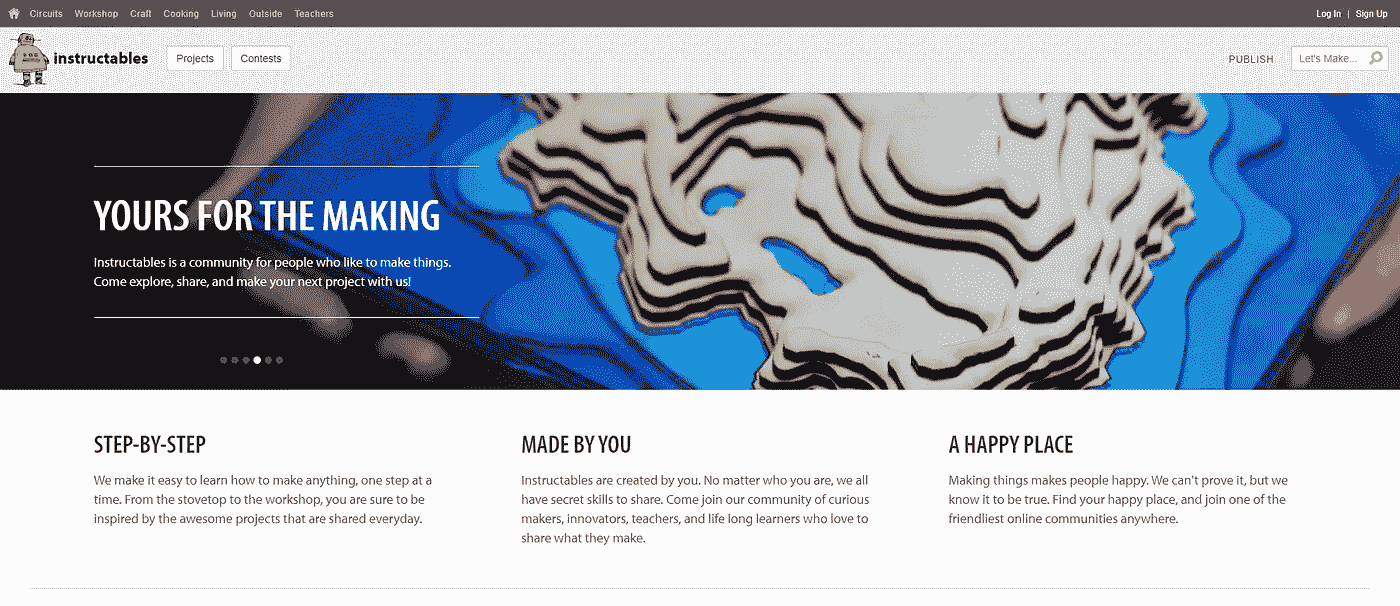 Circuits Workshop Craft Cooking Living Outside Teachers Log In | Sign Up
instructables Projects Contests PUBLISH Let's Make...
YOURS FOR THE MAKING
Instructables is a community for people who like to make things.
Come explore, share, and make your next project with us!
STEP-BY-STEP
We make it easy to learn how to make anything, one step at a
time. From the stovetop to the workshop, you are sure to be
inspired by the awesome projects that are shared everyday.
MADE BY YOU
Instructables are created by you. No matter who you are, we all
have secret skills to share. Come join our community of curious
makers, innovators, teachers, and life long learners who love to
share what they make.
A HAPPY PLACE
Making things makes people happy. We can't prove it, but we
know it to be true. Find your happy place, and join one of the
friendliest online communities anywhere.